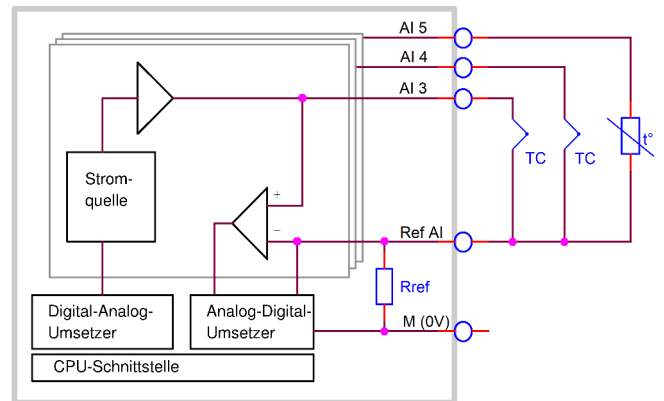 AI 5
AI 4
AI 3
TC
TC
t°
Strom-
quelle
+
−
Ref AI
Rref
Digital-Analog-
Umsetzer
Analog-Digital-
Umsetzer
M (0V)
CPU-Schnittstelle